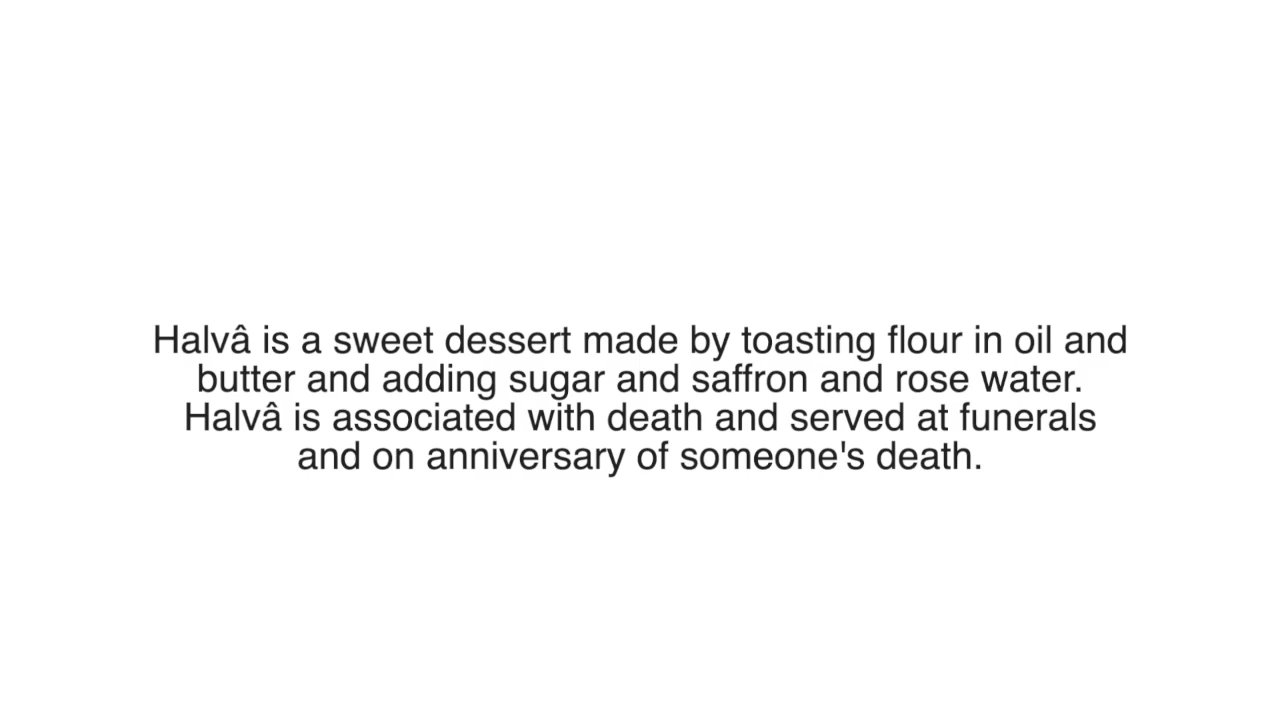 Halvâ is a sweet dessert made by toasting flour in oil and
butter and adding sugar and saffron and rose water.
Halvâ is associated with death and served at funerals
and on anniversary of someone's death.